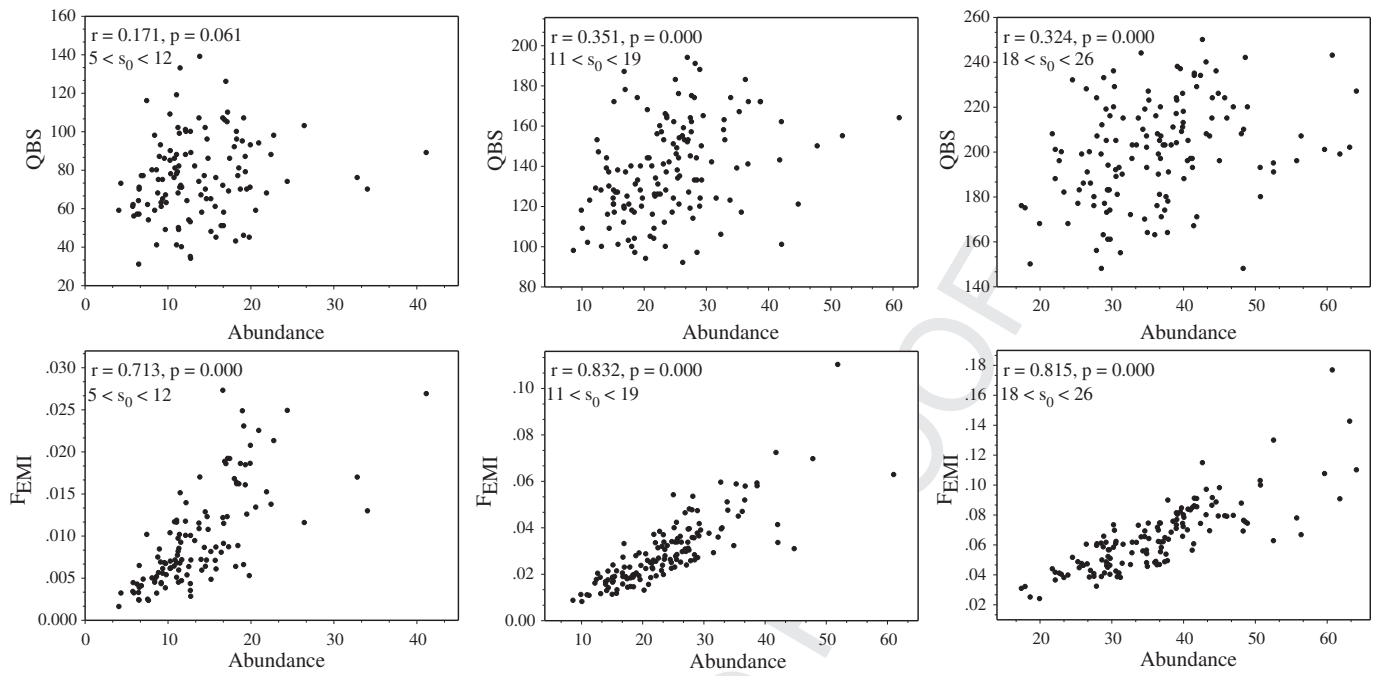 160
140
120
100
80
60
40
20
QBS
r = 0.171, p = 0.061
5 < s0 < 12
0 10 20 30 40
Abundance
200
180
160
140
120
100
80
QBS
r = 0.351, p = 0.000
11 < s0 < 19
10 20 30 40 50 60
Abundance
260
240
220
200
180
160
140
QBS
r = 0.324, p = 0.000
18 < s0 < 26
20 30 40 50 60
Abundance
.030
.025
.020
.015
.010
.005
0.000
FEMI
r = 0.713, p = 0.000
5 < s0 < 12
0 10 20 30 40
Abundance
.10
.08
.06
.04
.02
0.00
FEMI
r = 0.832, p = 0.000
11 < s0 < 19
10 20 30 40 50 60
Abundance
.18
.16
.14
.12
.10
.08
.06
.04
.02
FEMI
r = 0.815, p = 0.000
18 < s0 < 26
20 30 40 50 60
Abundance